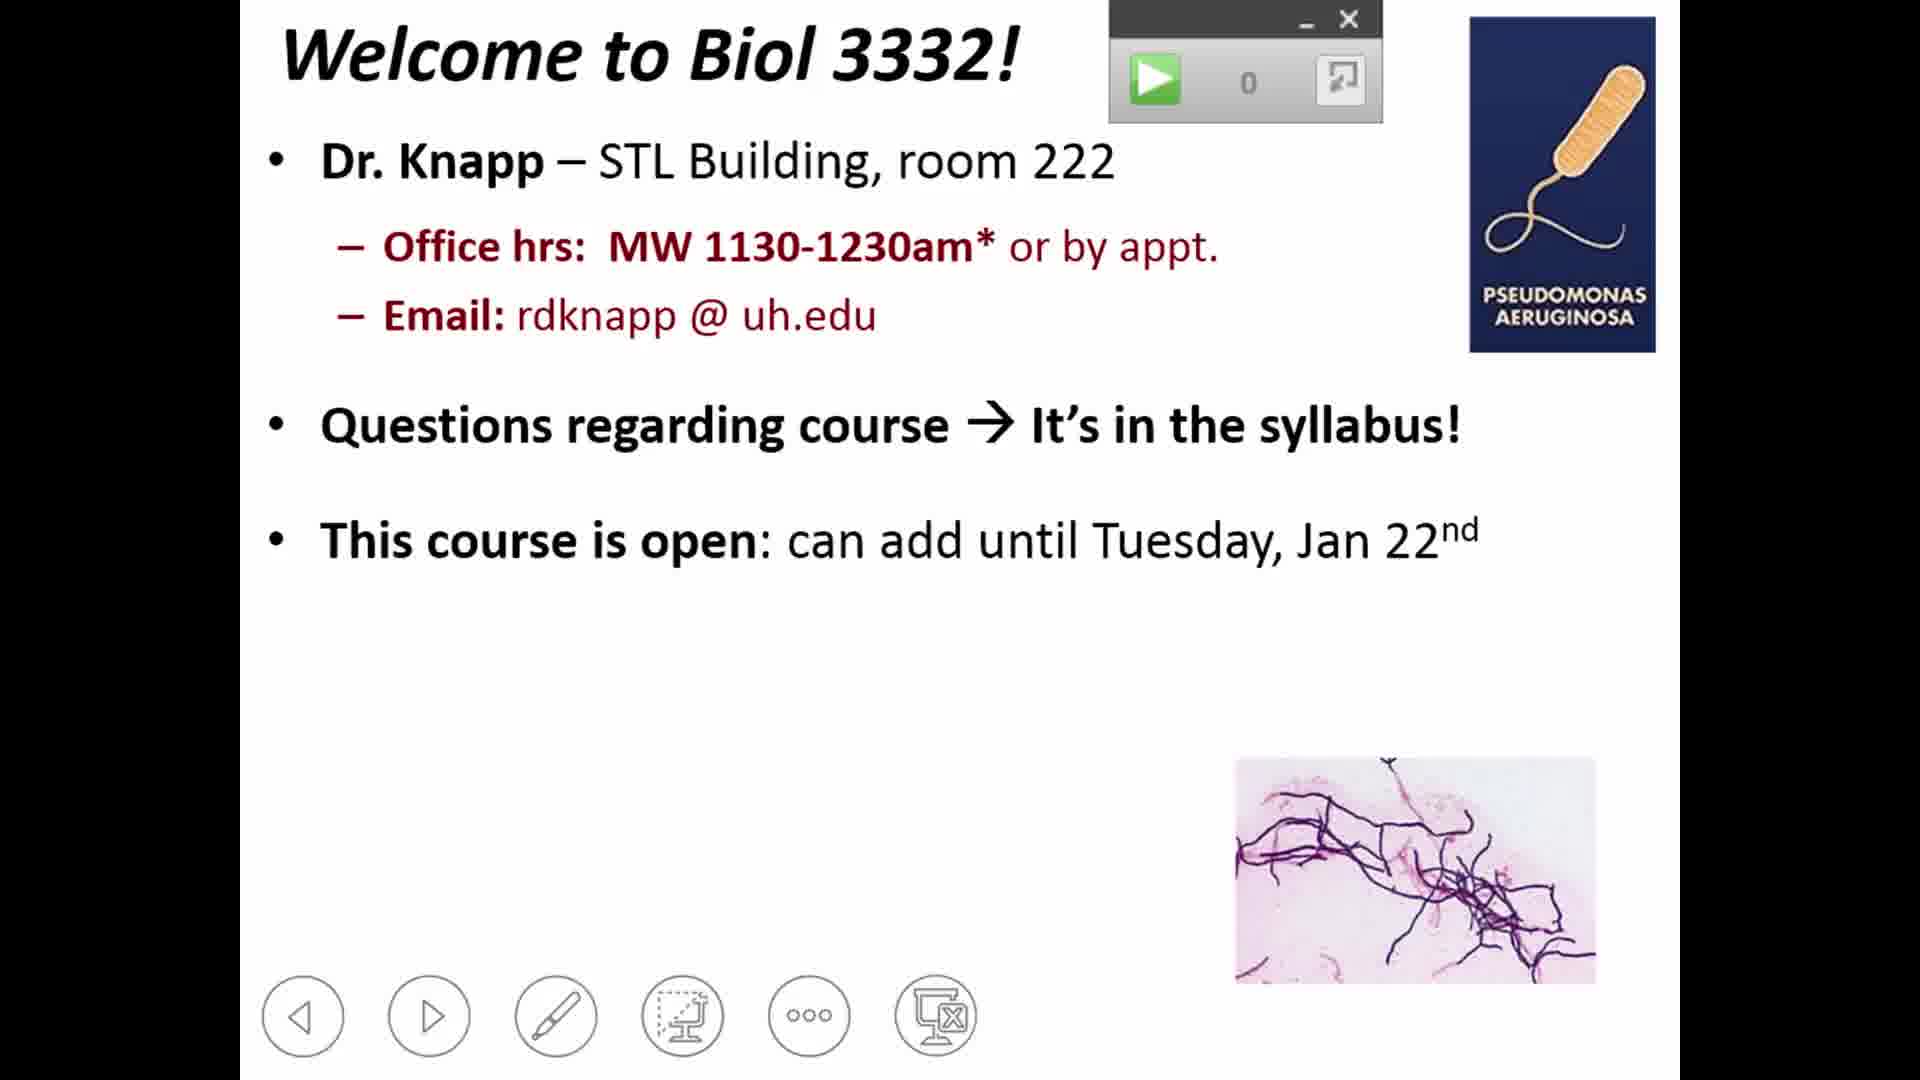 Welcome to Biol 3332!
0
• Dr. Knapp – STL Building, room 222
– Office hrs: MW 1130-1230am* or by appt.
– Email: rdknapp @ uh.edu
PSEUDOMONAS
AERUGINOSA
• Questions regarding course → It's in the syllabus!
• This course is open: can add until Tuesday, Jan 22nd